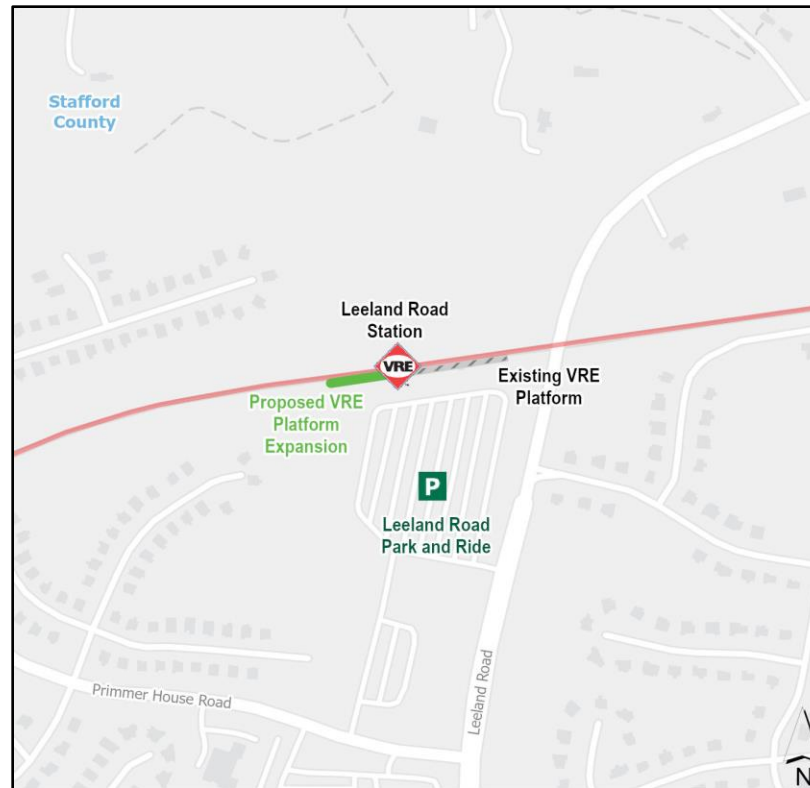 Stafford
County
Leeland Road
Station
VRE
Existing VRE
Platform
Proposed VRE
Platform
Expansion
P
Leeland Road
Park and Ride
Leeland Road
Primmer House Road
N